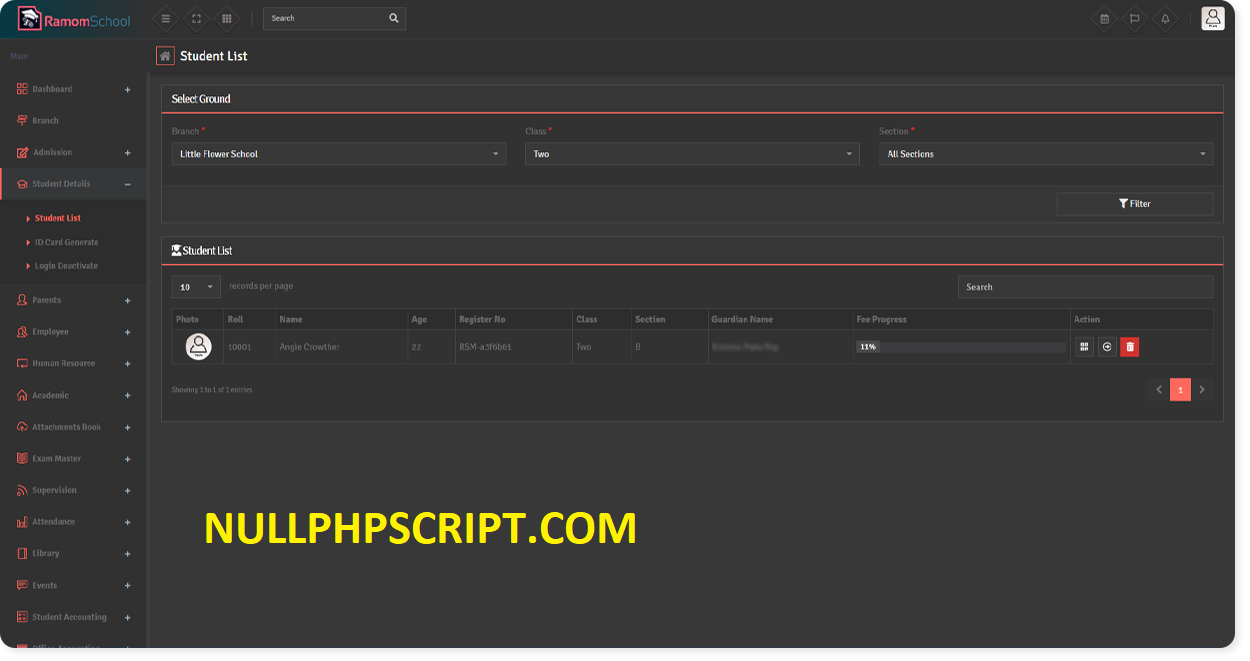 RamomSchool
Search
Main
Student List
Dashboard
Branch
Admission
Student Details
Student List
ID Card Generate
Login Deactivate
Parents
Employee
Human Resource
Academic
Attachments Book
Exam Master
Supervision
Attendance
Library
Events
Student Accounting
Office Accounting
Select Ground
Branch * Class * Section *
Little Flower School Two All Sections
Filter
Student List
10 records per page Search
Photo Roll Name Age Register No Class Section Guardian Name Fee Progress Action
10001 Angie Crowther 22 RSM-a3f6b61 Two B 11%
Showing 1 to 1 of 1 entries
1
NULLPHPSCRIPT.COM